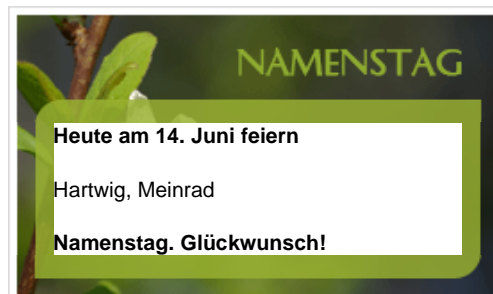 NAMENSTAG
Heute am 14. Juni feiern
Hartwig, Meinrad
Namenstag. Glückwunsch!